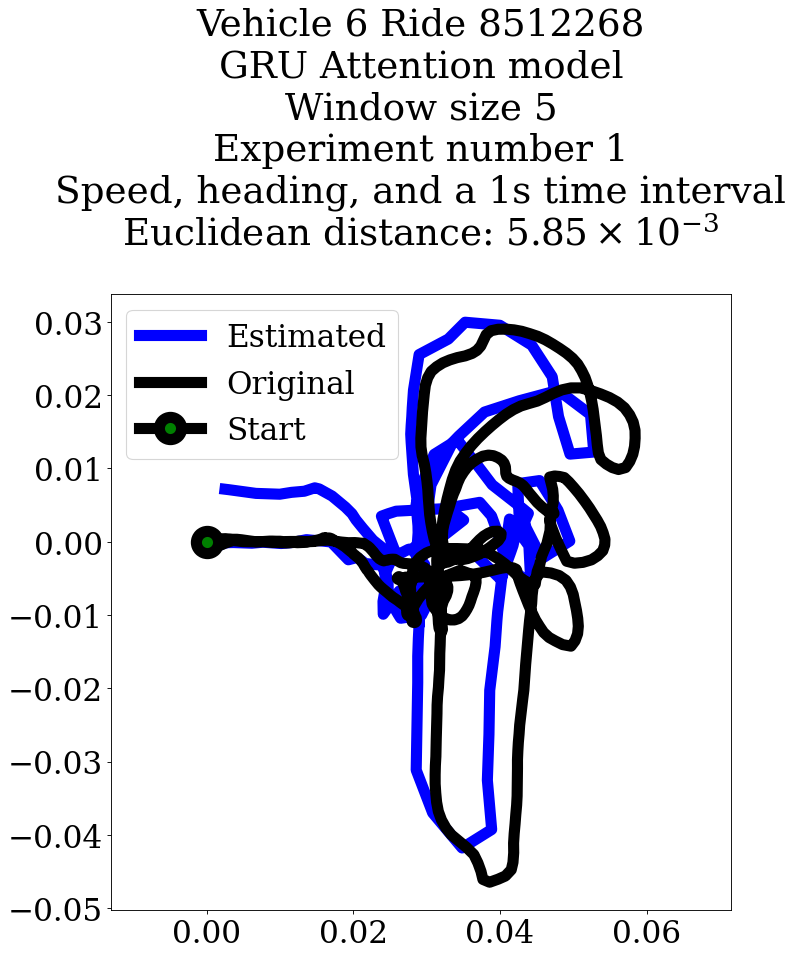 Vehicle 6 Ride 8512268
GRU Attention model
Window size 5
Experiment number 1
Speed, heading, and a 1s time interval
Euclidean distance: 5.85 × 10⁻³
Estimated
Original
Start
0.03
0.02
0.01
0.00
−0.01
−0.02
−0.03
−0.04
−0.05
0.00 0.02 0.04 0.06